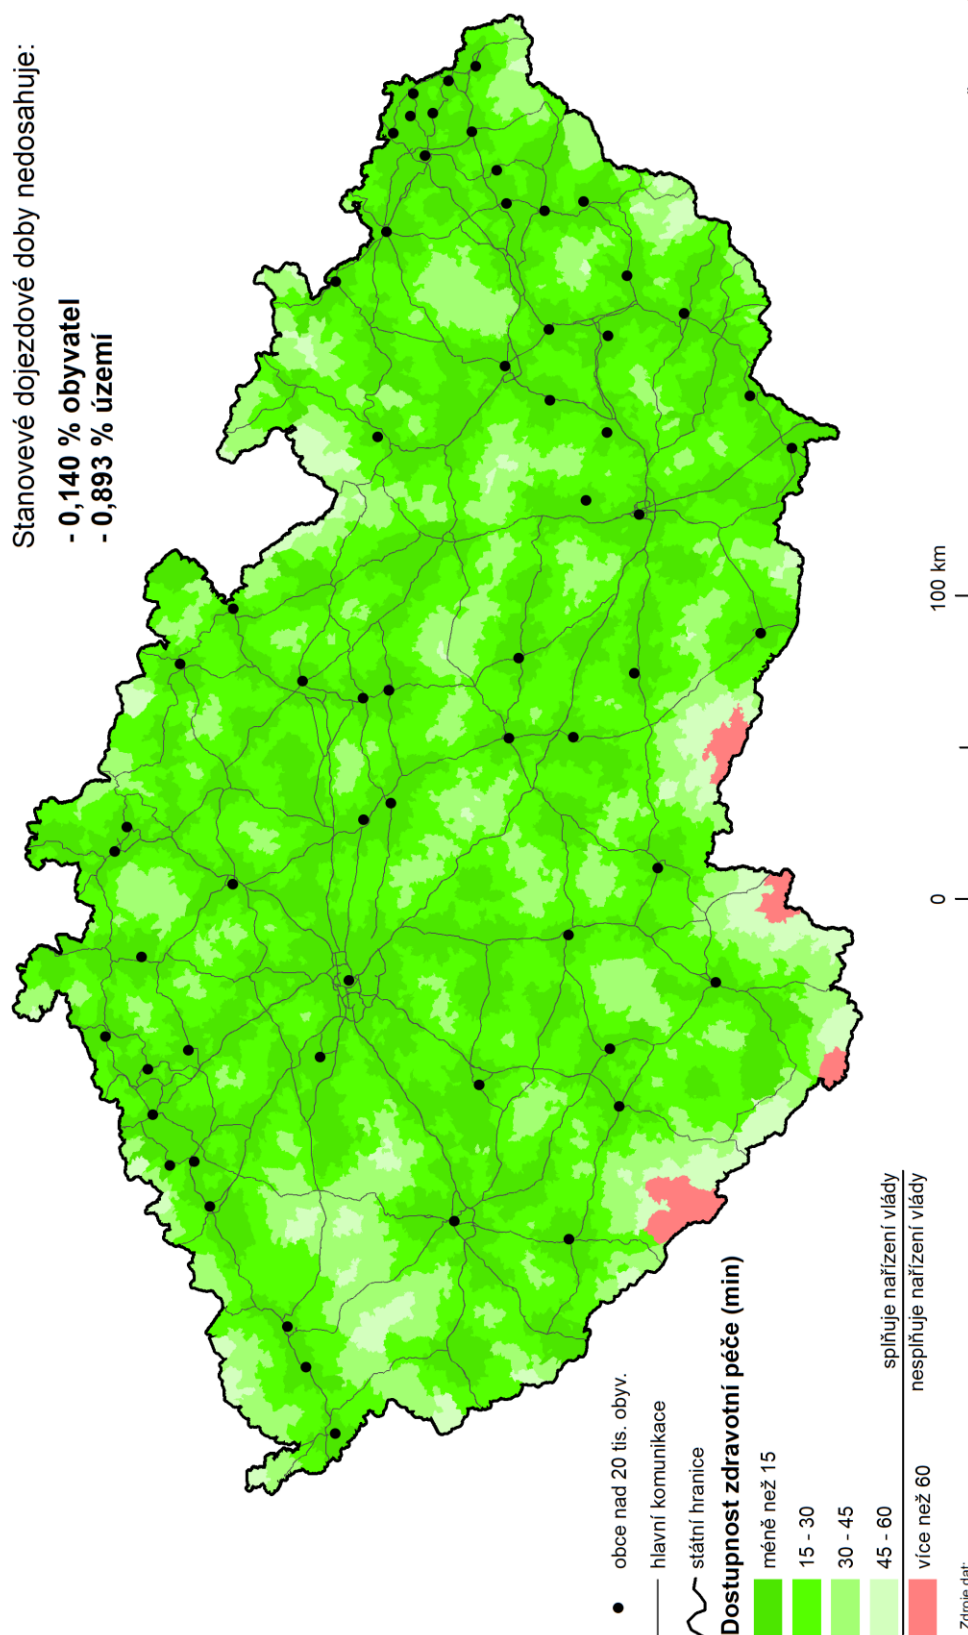 Stanovevé dojezdové doby nedosahuje:
- 0,140 % obyvatel
- 0,893 % území
obce nad 20 tis. obyv.
hlavní komunikace
státní hranice
Dostupnost zdravotní péče (min)
méně než 15
15 - 30
30 - 45
45 - 60
splňuje nařízení vlády
více než 60
nesplňuje nařízení vlády
0
100 km
Zdroje dat: